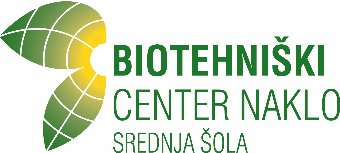 BIOTEHNIŠKI
CENTER NAKLO
SREDNJA ŠOLA